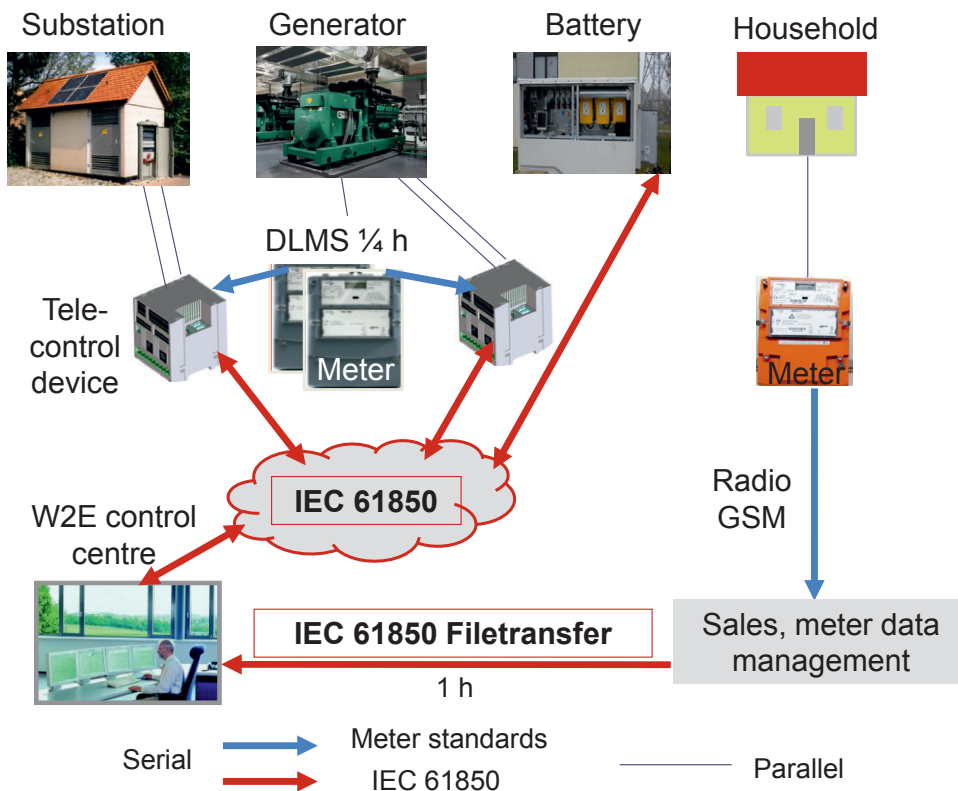 Substation
Generator
Battery
Household
DLMS ¼ h
Tele-
control
device
Meter
Meter
IEC 61850
Radio
GSM
W2E control
centre
IEC 61850 Filetransfer
1 h
Sales, meter data
management
Serial
Meter standards
IEC 61850
Parallel